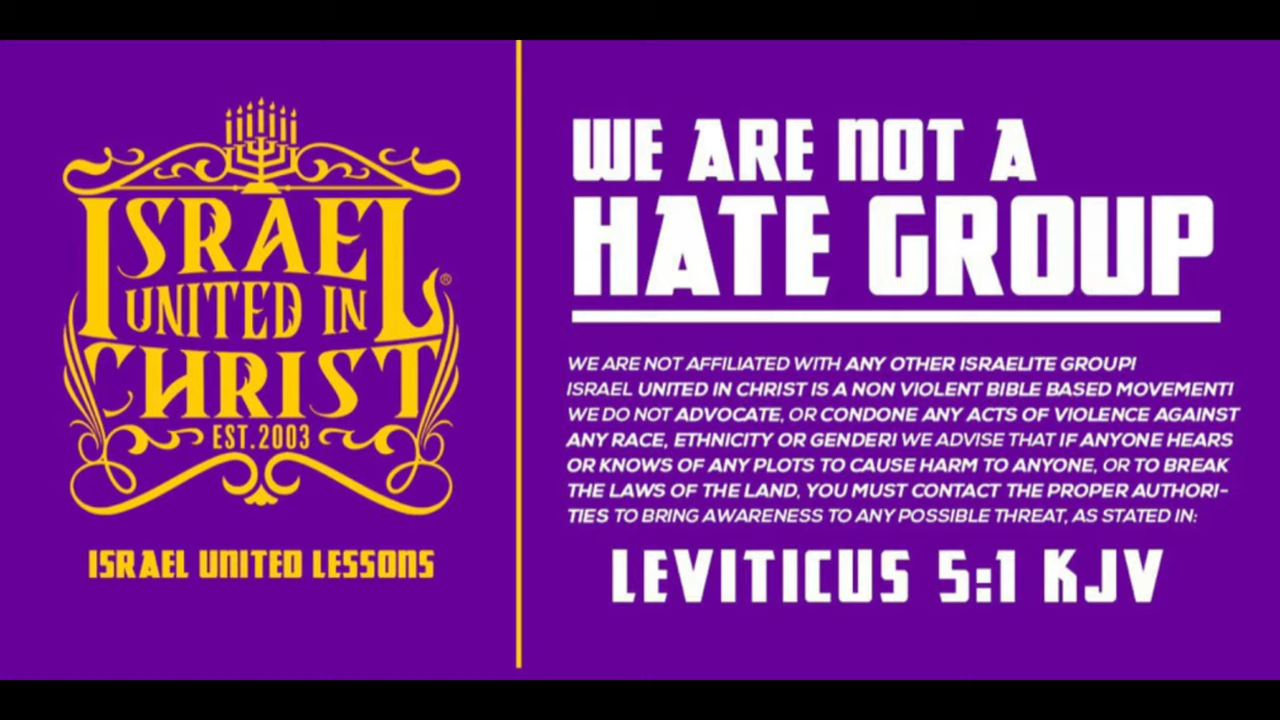 ISRAEL
UNITED IN
CHRIST
®
EST. 2003
ISRAEL UNITED LESSONS
WE ARE NOT A
HATE GROUP
WE ARE NOT AFFILIATED WITH ANY OTHER ISRAELITE GROUP!
ISRAEL UNITED IN CHRIST IS A NON VIOLENT BIBLE BASED MOVEMENT!
WE DO NOT ADVOCATE, OR CONDONE ANY ACTS OF VIOLENCE AGAINST
ANY RACE, ETHNICITY OR GENDER! WE ADVISE THAT IF ANYONE HEARS
OR KNOWS OF ANY PLOTS TO CAUSE HARM TO ANYONE, OR TO BREAK
THE LAWS OF THE LAND, YOU MUST CONTACT THE PROPER AUTHORI-
TIES TO BRING AWARENESS TO ANY POSSIBLE THREAT, AS STATED IN:
LEVITICUS 5:1 KJV